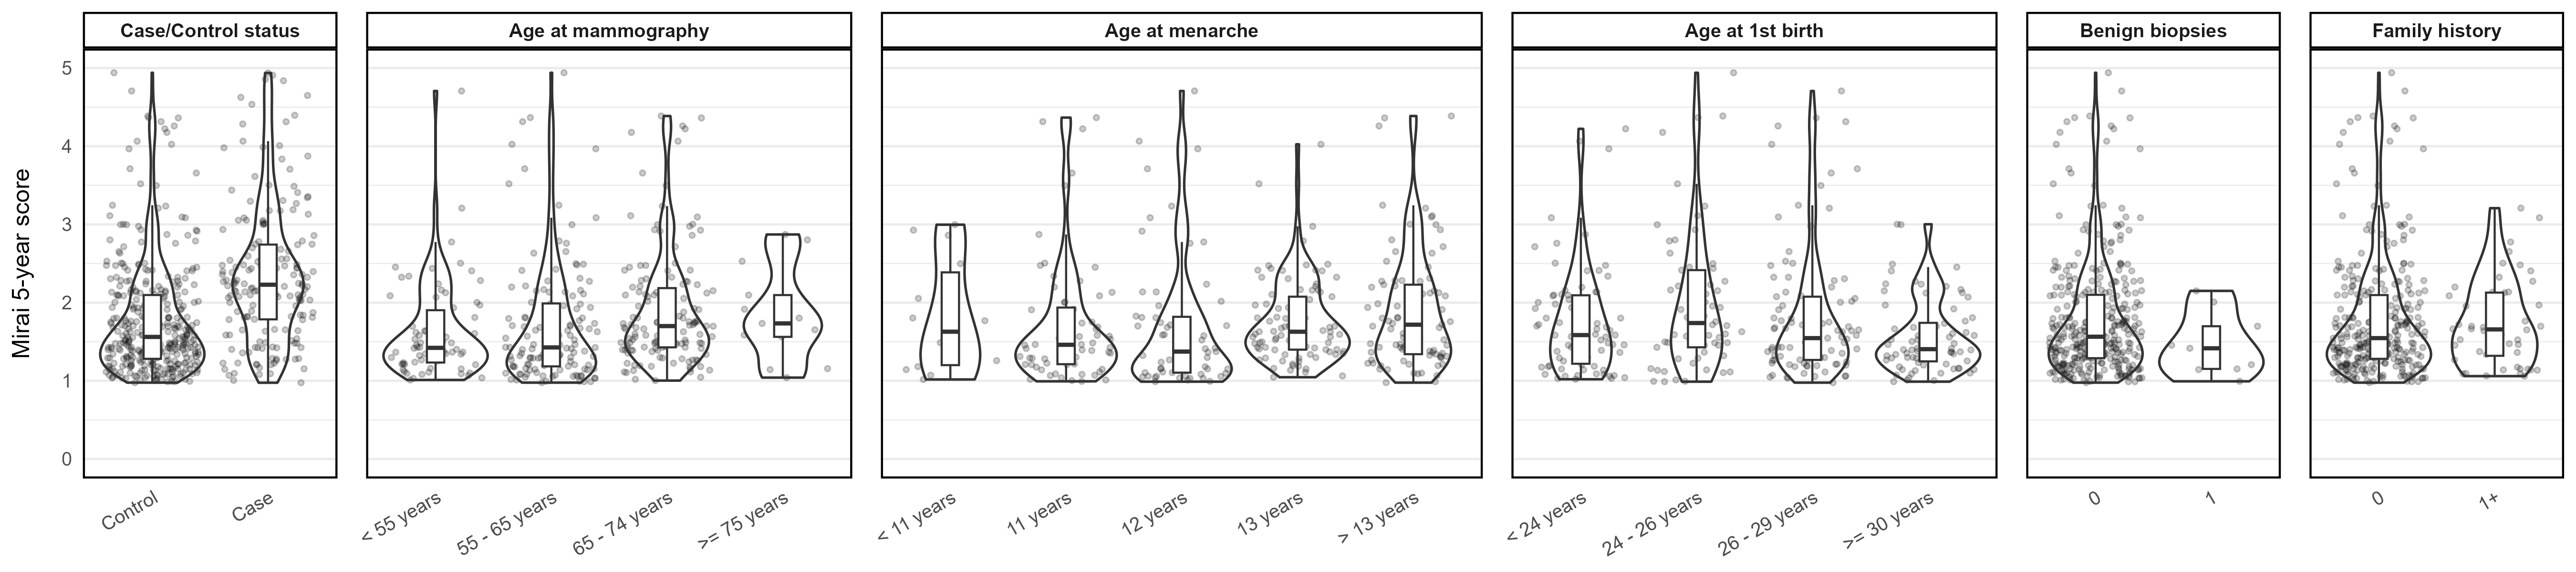 Case/Control status
Age at mammography
Age at menarche
Age at 1st birth
Benign biopsies
Family history
Mirai 5-year score
5
4
3
2
1
0
Control
Case
< 55 years
55 - 65 years
65 - 74 years
>= 75 years
< 11 years
11 years
12 years
13 years
> 13 years
< 24 years
24 - 26 years
26 - 29 years
>= 30 years
0
1
0
1+